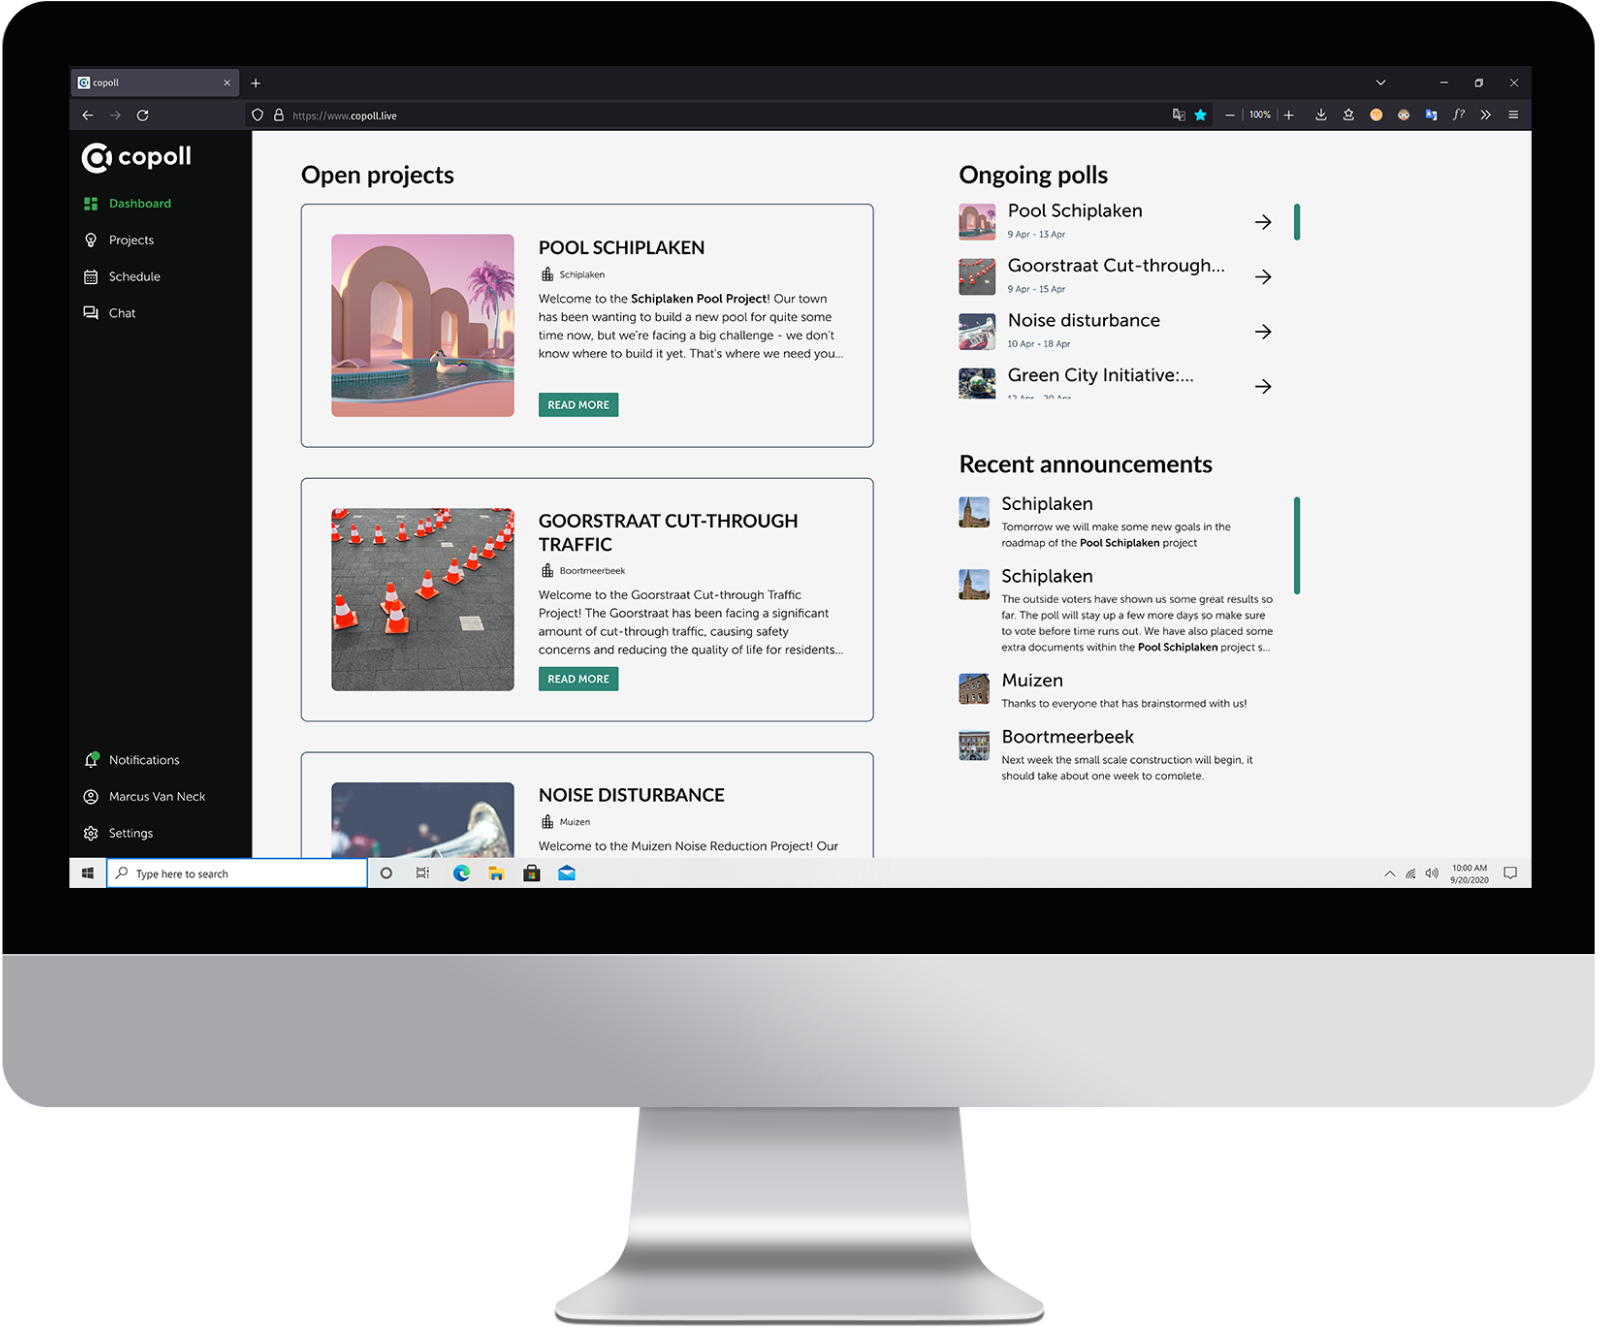 copoll
https://www.copoll.live
100%
copoll
Dashboard
Projects
Schedule
Chat
Notifications
Marcus Van Neck
Settings
Open projects
POOL SCHIPLAKEN
Schiplaken
Welcome to the Schiplaken Pool Project! Our town
has been wanting to build a new pool for quite some
time now, but we're facing a big challenge - we don't
know where to build it yet. That's where we need you...
READ MORE
GOORSTRAAT CUT-THROUGH
TRAFFIC
Boortmeerbeek
Welcome to the Goorstraat Cut-through Traffic
Project! The Goorstraat has been facing a significant
amount of cut-through traffic, causing safety
concerns and reducing the quality of life for residents...
READ MORE
NOISE DISTURBANCE
Muizen
Welcome to the Muizen Noise Reduction Project! Our
Ongoing polls
Pool Schiplaken
9 Apr - 13 Apr
Goorstraat Cut-through...
9 Apr - 15 Apr
Noise disturbance
10 Apr - 18 Apr
Green City Initiative:...
12 Apr - 20 Apr
Recent announcements
Schiplaken
Tomorrow we will make some new goals in the
roadmap of the Pool Schiplaken project
Schiplaken
The outside voters have shown us some great results so
far. The poll will stay up a few more days so make sure
to vote before time runs out. We have also placed some
extra documents within the Pool Schiplaken project s...
Muizen
Thanks to everyone that has brainstormed with us!
Boortmeerbeek
Next week the small scale construction will begin, it
should take about one week to complete.
Type here to search
10:00 AM
9/20/2020